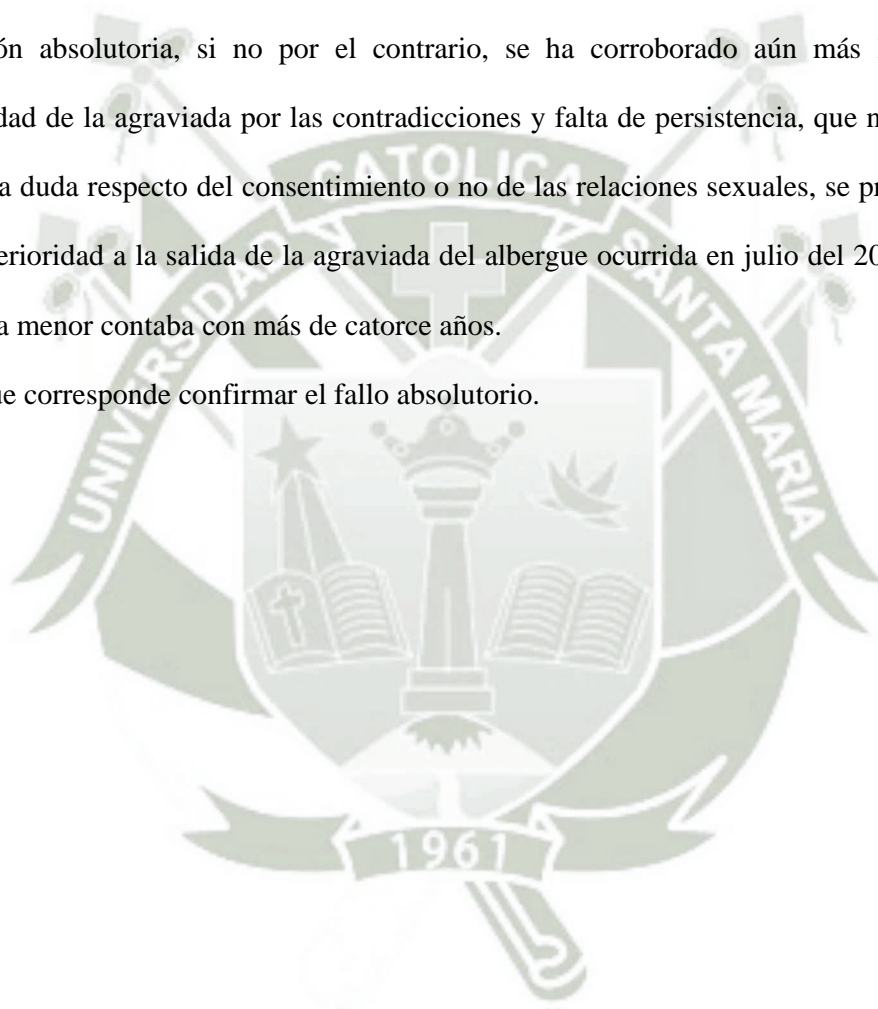 ón absolutoria, si no por el contrario, se ha corroborado aún más
dad de la agraviada por las contradicciones y falta de persistencia, que
a duda respecto del consentimiento o no de las relaciones sexuales, se
erioridad a la salida de la agraviada del albergue ocurrida en julio del 20
a menor contaba con más de catorce años.
ue corresponde confirmar el fallo absolutorio.
UNIVERSIDAD CATOLICA SANTA MARIA
1961